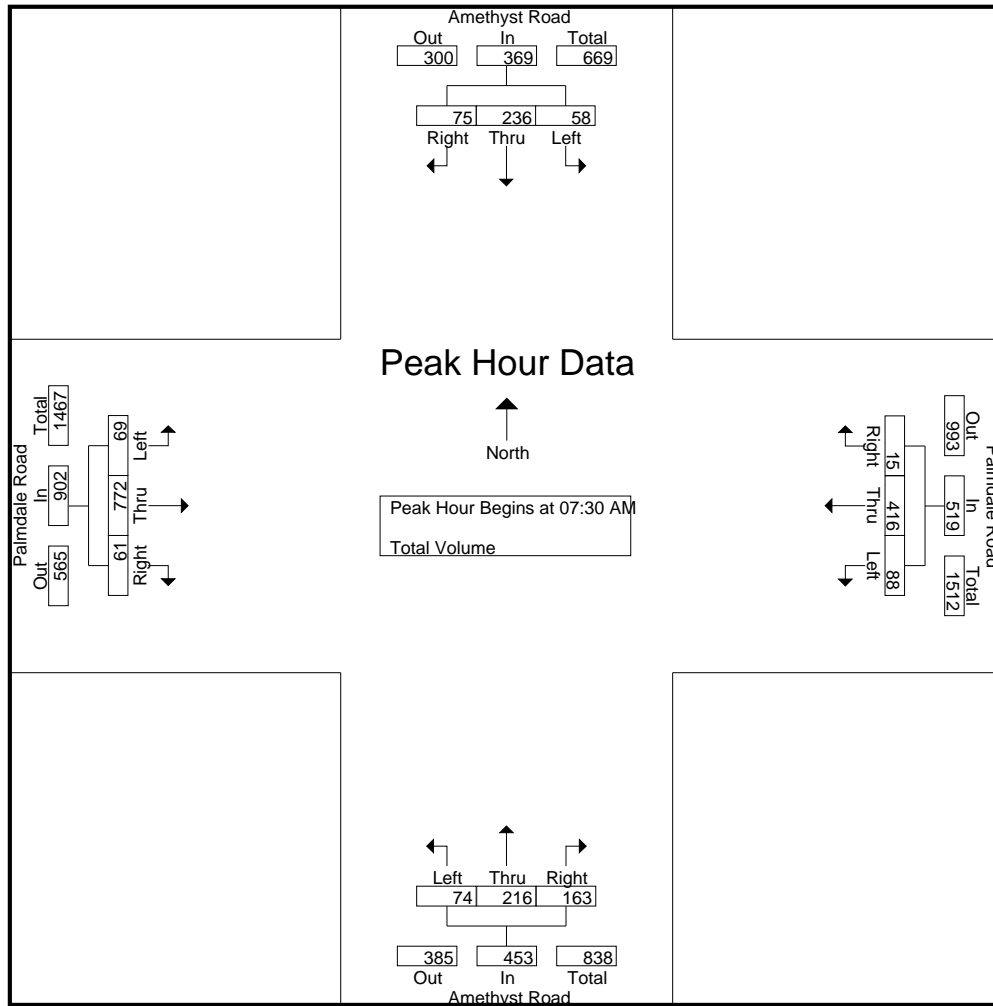 Amethyst Road
Out In Total
300 369 669
75 236 58
Right Thru Left
Peak Hour Data
North
Peak Hour Begins at 07:30 AM
Total Volume
Palmdale Road
Total In Out
1467 902 565
69 772 61
Left Thru Right
Right Thru Left
15 416 88
993 519 1512
Out In Total
Palmdale Road
Left Thru Right
74 216 163
385 453 838
Out In Total
Amethyst Road